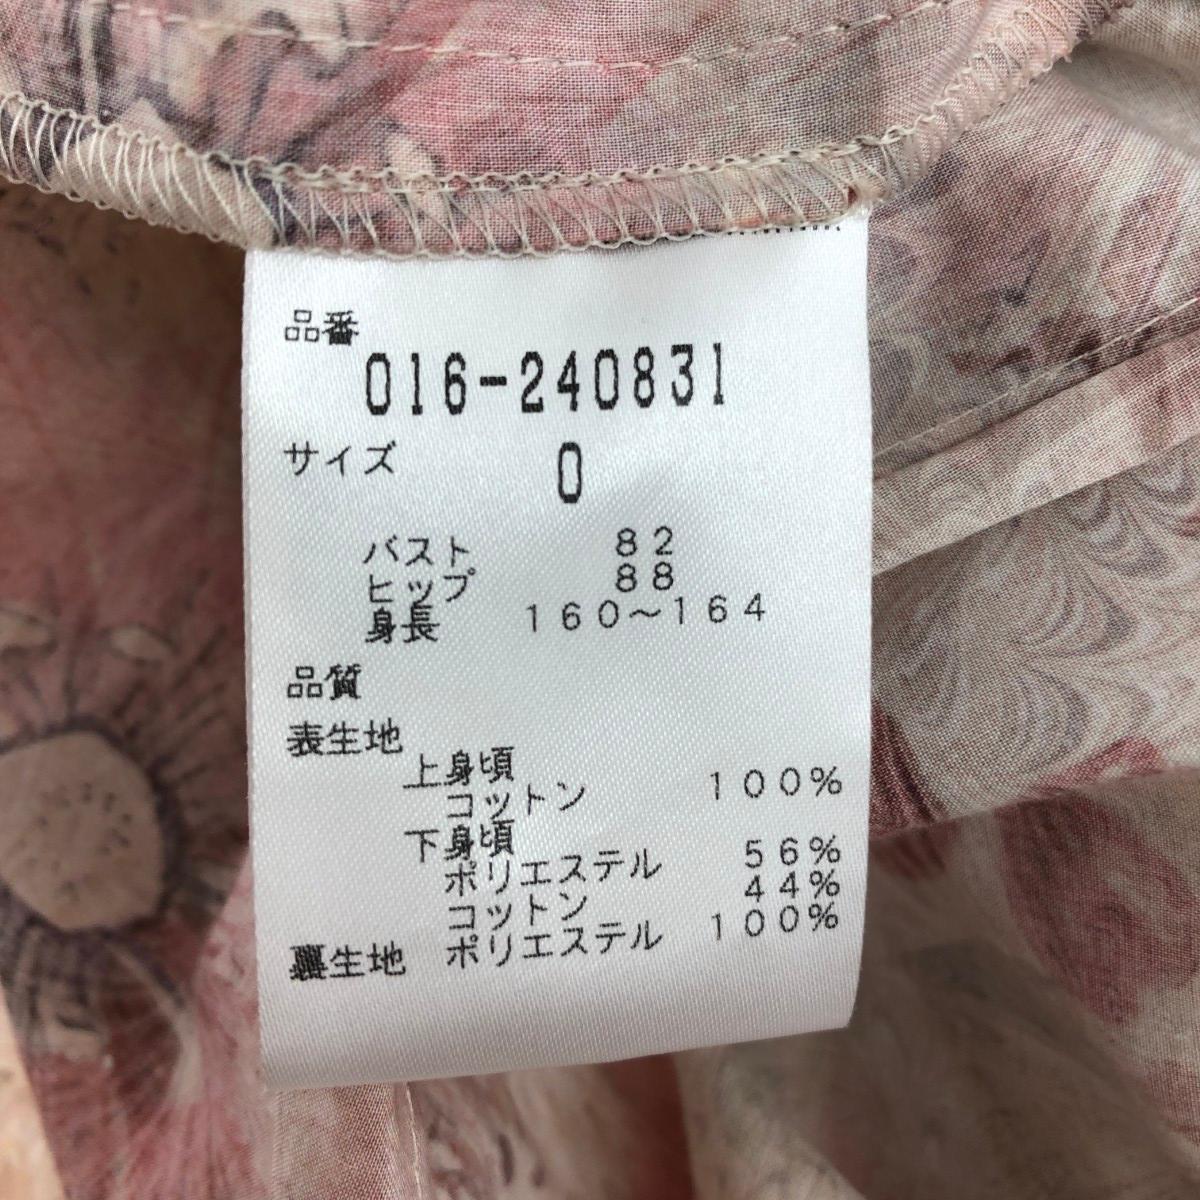 品番
016-240831
サイズ 0
バスト 82
ヒップ 88
身長 160〜164
品質
表生地
上身頃
コットン 100%
下身頃
ポリエステル 56%
コットン 44%
裏生地 ポリエステル 100%